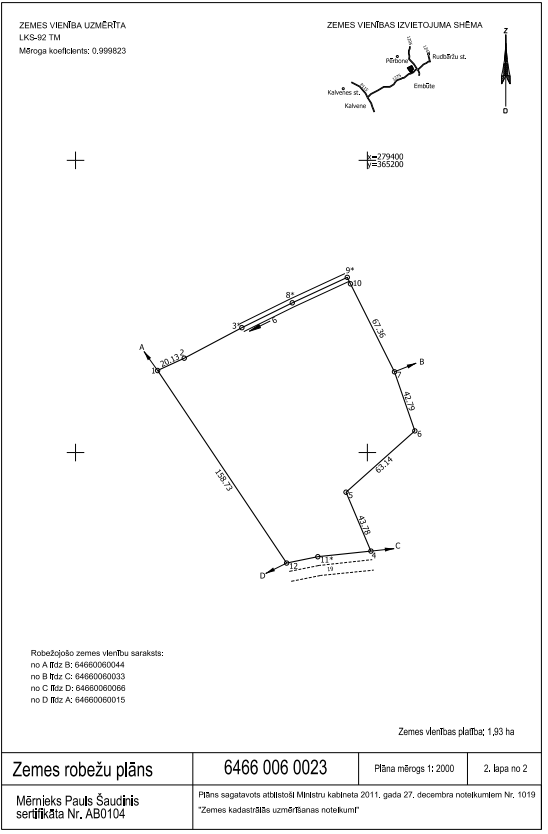 ZEMES VIENĪBA UZMĒRĪTA
LKS-92 TM
Mēroga koeficients: 0,999823
ZEMES VIENĪBAS IZVIETOJUMA SHĒMA
Pērbone
Rudbāržu st.
Embūte
Kalvenes st.
Kalvene
Z
D
x=279400
y=365200
9*
10
8*
3*
6
67,36
A
20,13
2
1
B
7
42,79
6
158,73
63,14
5
43,78
C
4
11*
12
19
D
Robežojošo zemes vienību saraksts:
no A līdz B: 64660060044
no B līdz C: 64660060033
no C līdz D: 64660060066
no D līdz A: 64660060015
Zemes vienības platība: 1,93 ha
Zemes robežu plāns
6466 006 0023
Plāna mērogs 1: 2000
2. lapa no 2
Mērnieks Pauls Šaudinis
sertifikāta Nr. AB0104
Plāns sagatavots atbilstoši Ministru kabineta 2011. gada 27. decembra noteikumiem Nr. 1019
"Zemes kadastrālās uzmērīšanas noteikumi"